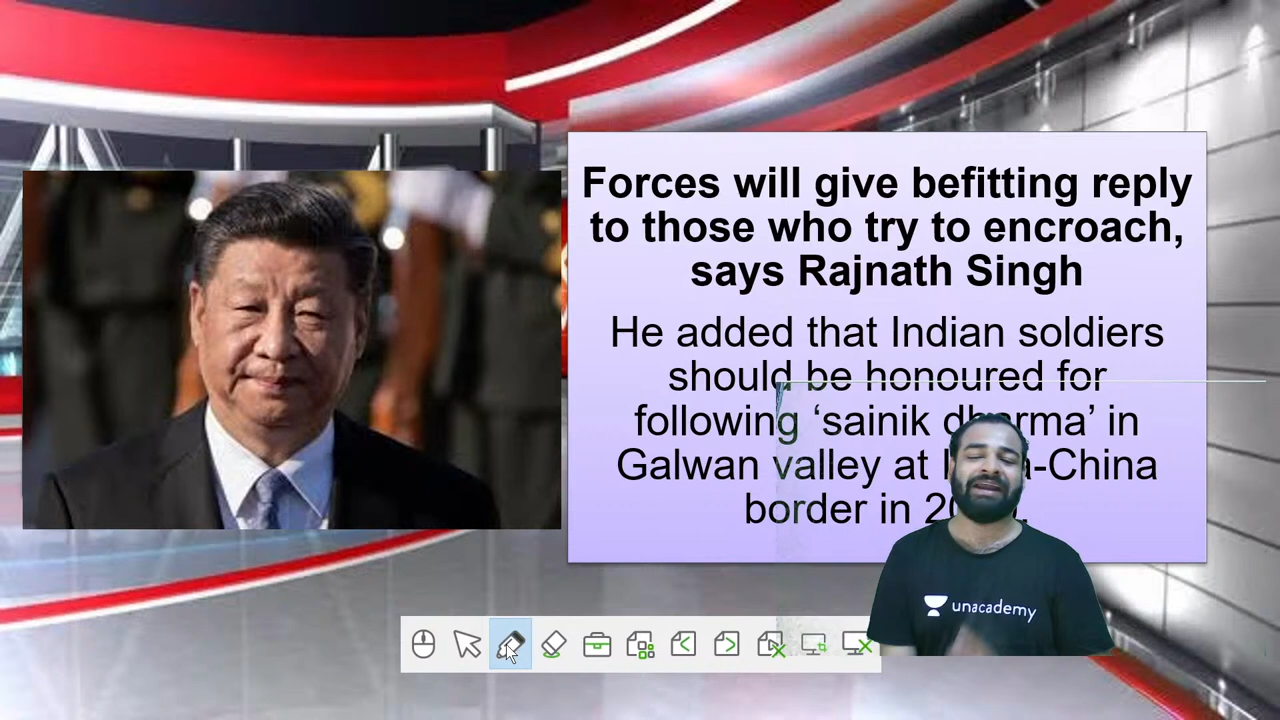 Forces will give befitting reply
to those who try to encroach,
says Rajnath Singh
He added that Indian soldiers
should be honoured for
following ‘sainik dharma’ in
Galwan valley at -China
border in
unacademy